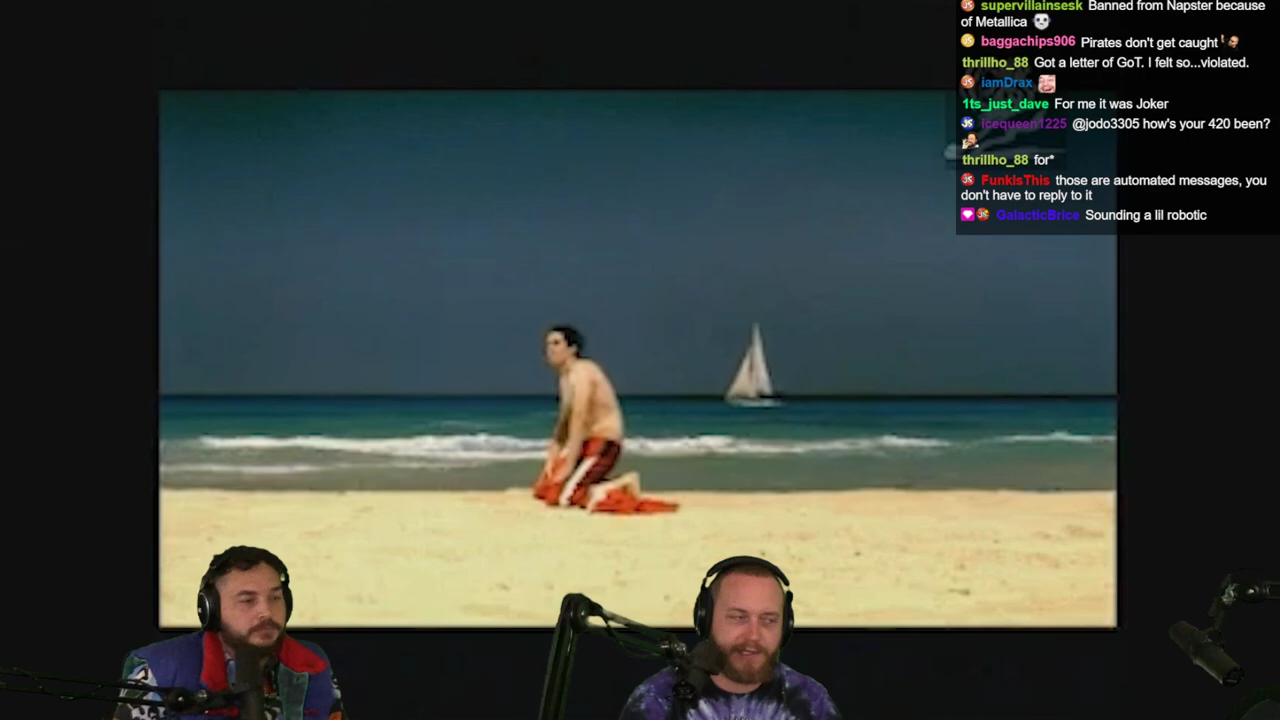 supervillainsesk Banned from Napster because
of Metallica
baggachips906 Pirates don't get caught
thrillho_88 Got a letter of GoT. I felt so...violated.
iamDrax
1ts_just_dave For me it was Joker
icequeen1225 @jodo3305 how's your 420 been?
thrillho_88 for*
FunkIsThis those are automated messages, you
don't have to reply to it
GalacticBrice Sounding a lil robotic